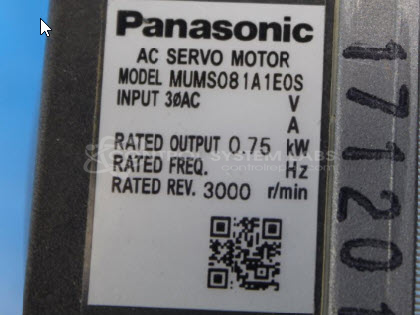 Panasonic
AC SERVO MOTOR
MODEL MUMS081A1E0S
INPUT 3øAC V
A
RATED OUTPUT 0.75 kW
RATED FREQ. Hz
RATED REV. 3000 r/min
171201